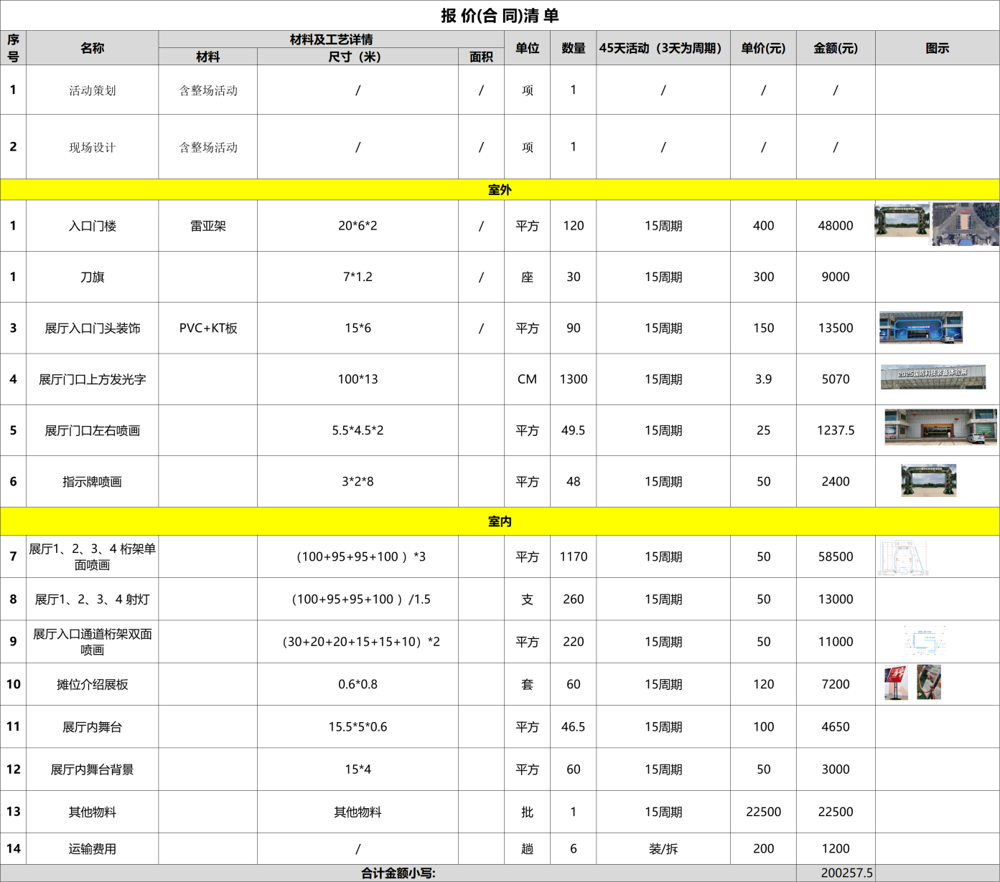 报 价(合 同)清 单
序号 名称 材料及工艺详情 单位 数量 45天活动（3天为周期） 单价(元) 金额(元) 图示
材料 尺寸（米） 面积
1 活动策划 含整场活动 / / 项 1 / / /
2 现场设计 含整场活动 / / 项 1 / / /
室外
1 入口门楼 雷亚架 20*6*2 / 平方 120 15周期 400 48000
1 刀旗 7*1.2 / 座 30 15周期 300 9000
3 展厅入口门头装饰 PVC+KT板 15*6 / 平方 90 15周期 150 13500
4 展厅门口上方发光字 100*13 CM 1300 15周期 3.9 5070
2025国防科技装备体验展
5 展厅门口左右喷画 5.5*4.5*2 平方 49.5 15周期 25 1237.5
6 指示牌喷画 3*2*8 平方 48 15周期 50 2400
室内
7 展厅1、2、3、4 桁架单面喷画 （100+95+95+100 ）*3 平方 1170 15周期 50 58500
8 展厅1、2、3、4 射灯 （100+95+95+100 ）/1.5 支 260 15周期 50 13000
9 展厅入口通道桁架双面喷画 （30+20+20+15+15+10）*2 平方 220 15周期 50 11000
10 摊位介绍展板 0.6*0.8 套 60 15周期 120 7200
11 展厅内舞台 15.5*5*0.6 平方 46.5 15周期 100 4650
12 展厅内舞台背景 15*4 平方 60 15周期 50 3000
13 其他物料 其他物料 批 1 15周期 22500 22500
14 运输费用 / 趟 6 装/拆 200 1200
合计金额小写: 200257.5